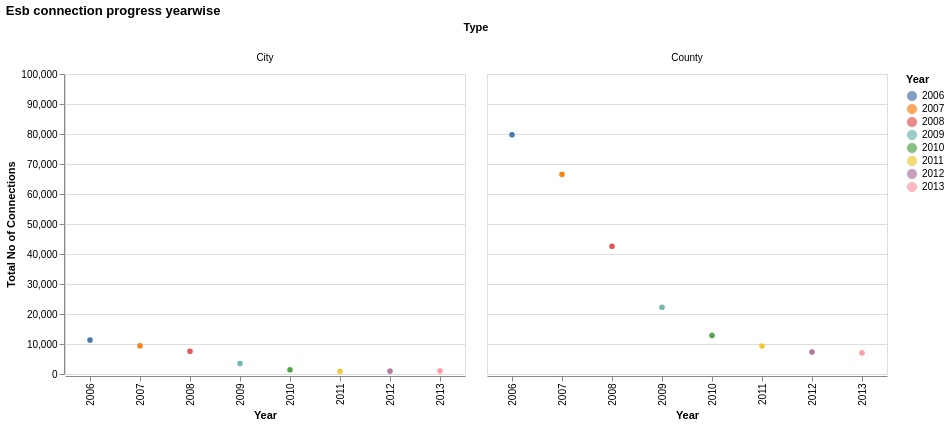 Esb connection progress yearwise
Type
City
County
Total No of Connections
100,000
90,000
80,000
70,000
60,000
50,000
40,000
30,000
20,000
10,000
0
2006 2007 2008 2009 2010 2011 2012 2013
Year
2006 2007 2008 2009 2010 2011 2012 2013
Year
Year
2006
2007
2008
2009
2010
2011
2012
2013